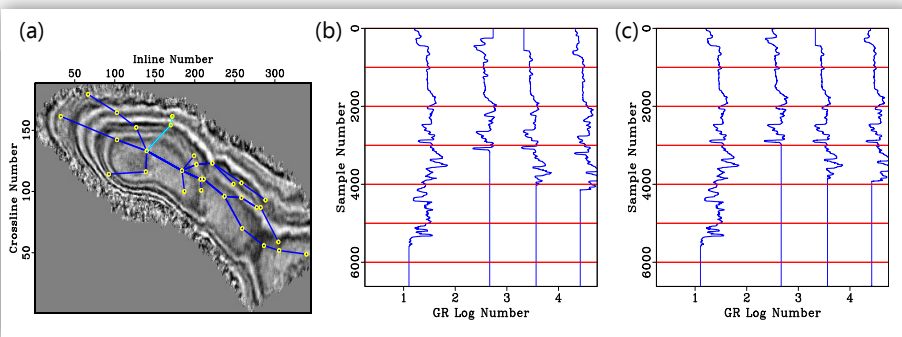 (a)
Inline Number
50 100 150 200 250 300
Crossline Number
150
100
50
(b)
Sample Number
0
2000
4000
6000
1 2 3 4
GR Log Number
(c)
Sample Number
0
2000
4000
6000
1 2 3 4
GR Log Number